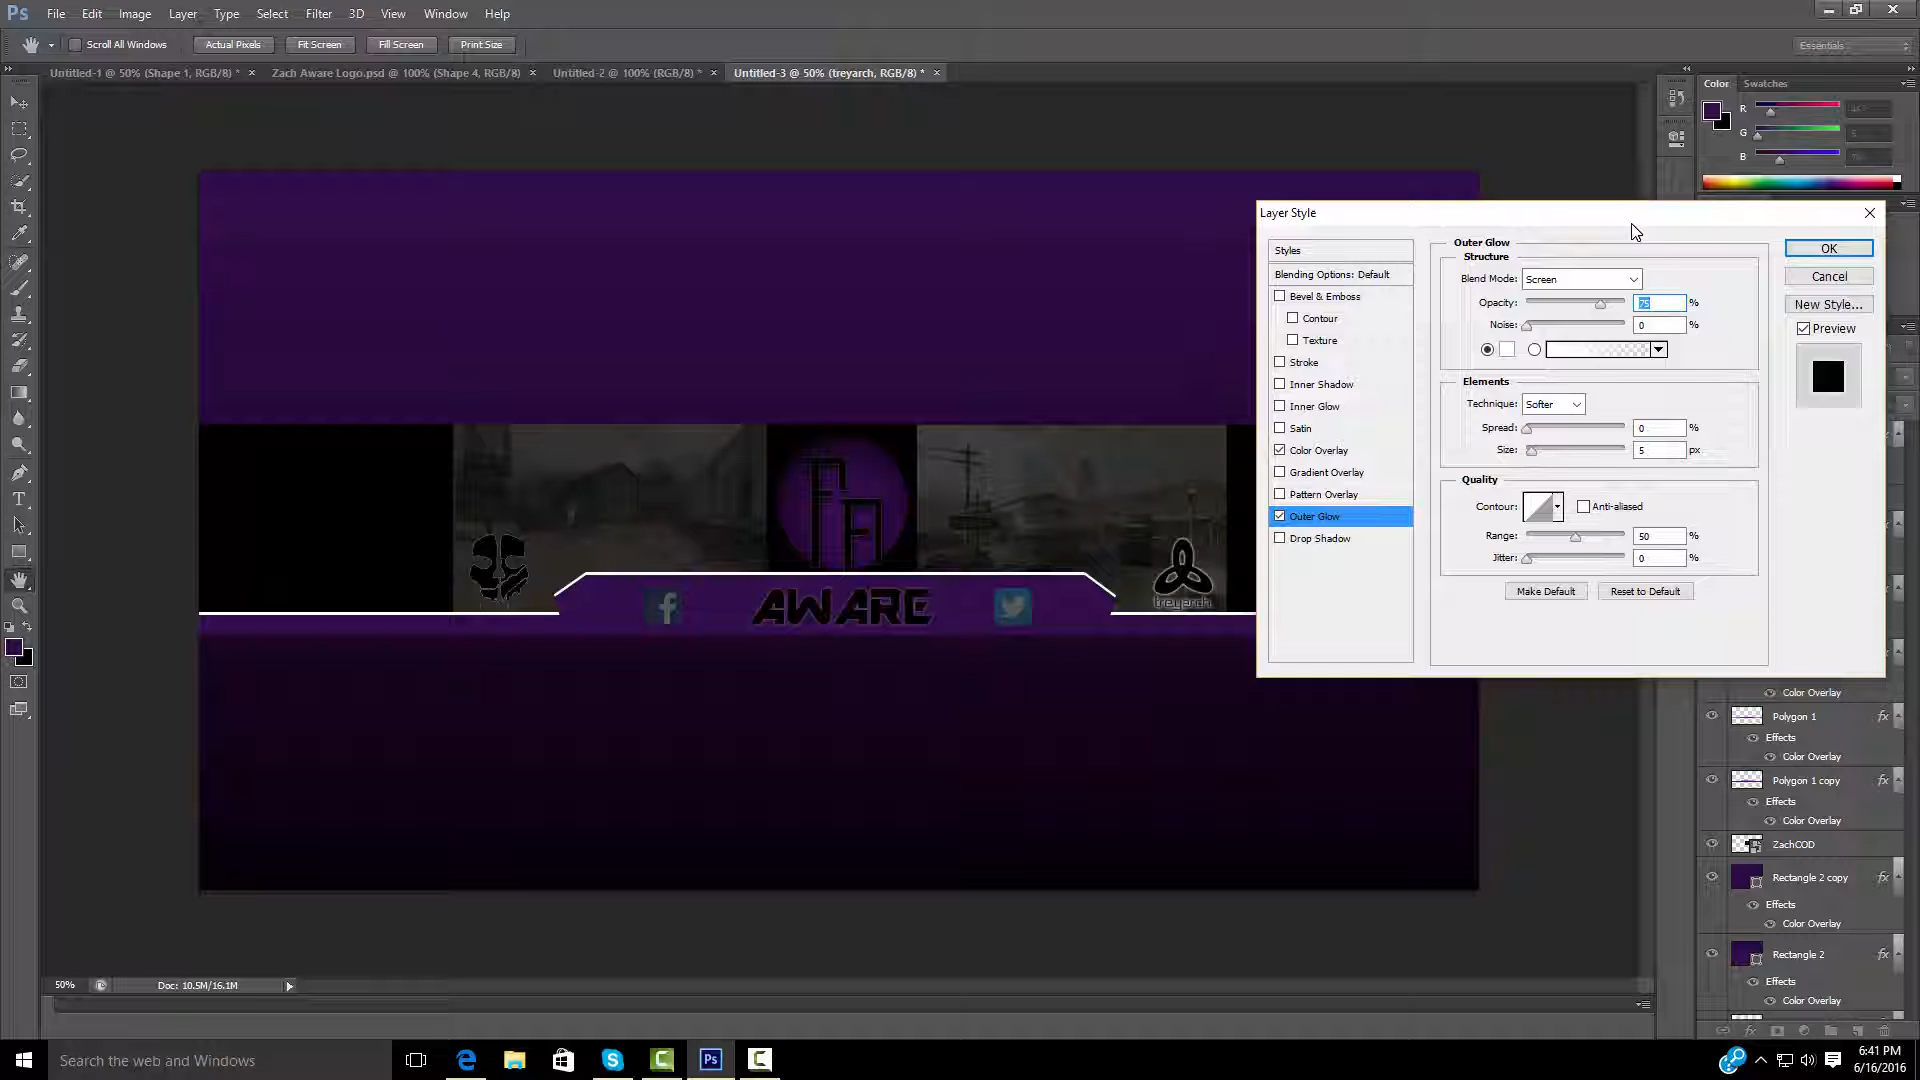 Ps File Edit Image Layer Type Select Filter 3D View Window Help
Scroll All Windows Actual Pixels Fit Screen Fill Screen Print Size Essentials
Untitled-1 @ 50% (Shape 1, RGB/8) * × Zach Aware Logo.psd @ 100% (Shape 4, RGB/8) × Untitled-2 @ 100% (RGB/8) * × Untitled-3 @ 50% (treyarch, RGB/8) * ×
Color Swatches
R
G
B
Layer Style
Styles
Blending Options: Default
Bevel & Emboss
Contour
Texture
Stroke
Inner Shadow
Inner Glow
Satin
Color Overlay
Gradient Overlay
Pattern Overlay
Outer Glow
Drop Shadow
Outer Glow
Structure
Blend Mode: Screen
Opacity: 75 %
Noise: 0 %
Elements
Technique: Softer
Spread: 0 %
Size: 5 px
Quality
Contour: Anti-aliased
Range: 50 %
Jitter: 0 %
Make Default Reset to Default
OK
Cancel
New Style...
Preview
f AWARE
treyarch
Color Overlay
Polygon 1 fx
Effects
Color Overlay
Polygon 1 copy fx
Effects
Color Overlay
ZachCOD
Rectangle 2 copy fx
Effects
Color Overlay
Rectangle 2 fx
Effects
Color Overlay
50% Doc: 10.5M/16.1M
Search the web and Windows
Ps
6:41 PM
6/16/2016